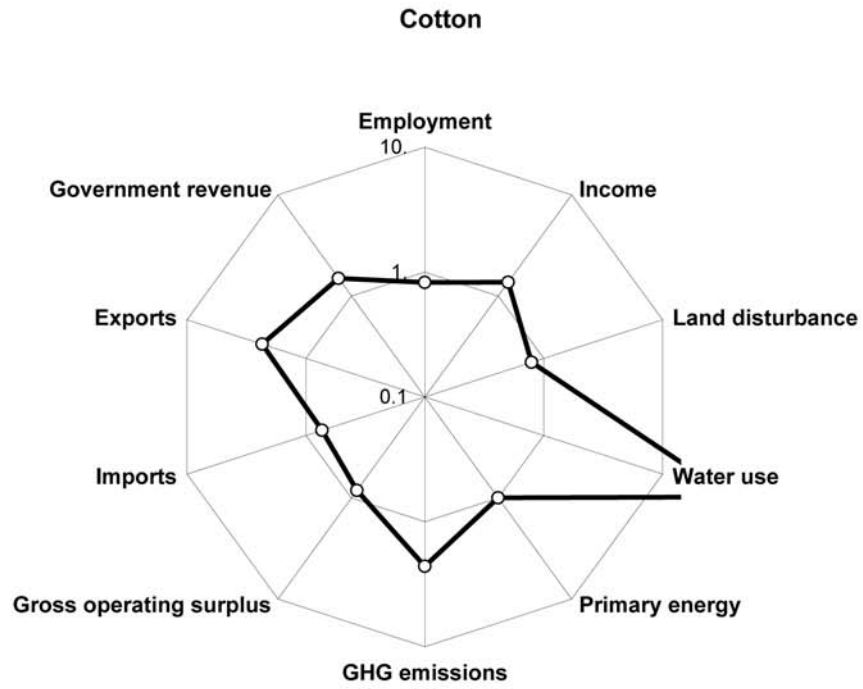 Cotton
Employment
10.
Government revenue
Income
1.
Exports
Land disturbance
0.1
Imports
Water use
Gross operating surplus
Primary energy
GHG emissions